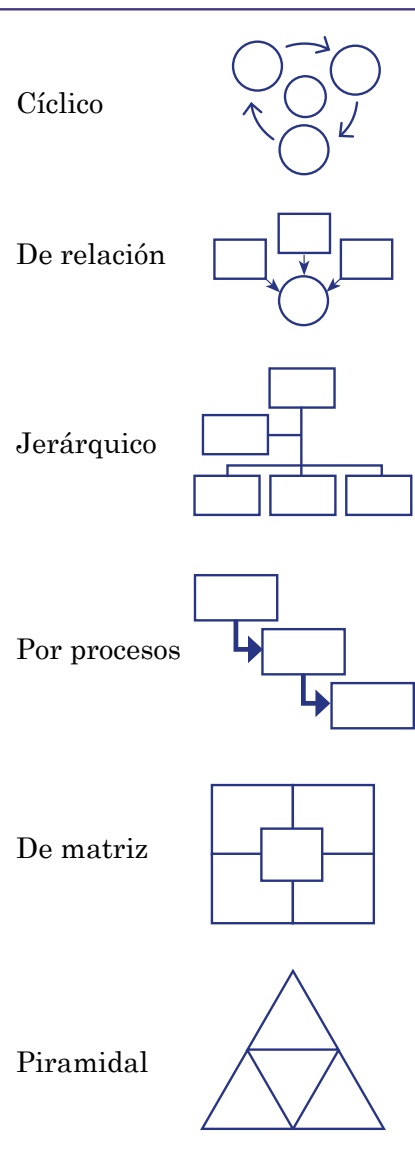 Cíclico
De relación
Jerárquico
Por procesos
De matriz
Piramidal